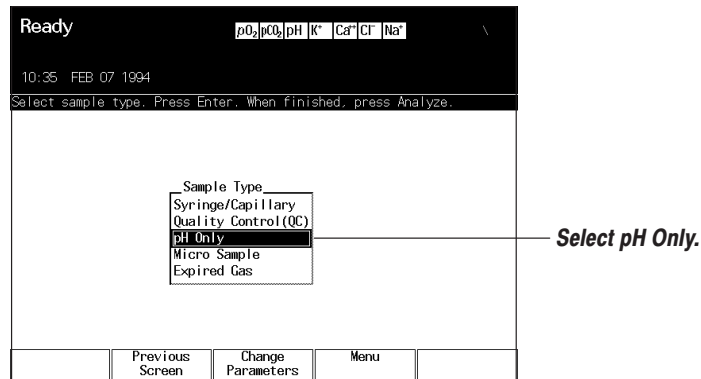 Ready
pO₂ pCO₂ pH K⁺ Ca⁺⁺ Cl⁻ Na⁺ \
10:35 FEB 07 1994
Select sample type. Press Enter. When finished, press Analyze.
Sample Type
Syringe/Capillary
Quality Control(QC)
pH Only
Select pH Only.
Micro Sample
Expired Gas
Previous Screen
Change Parameters
Menu